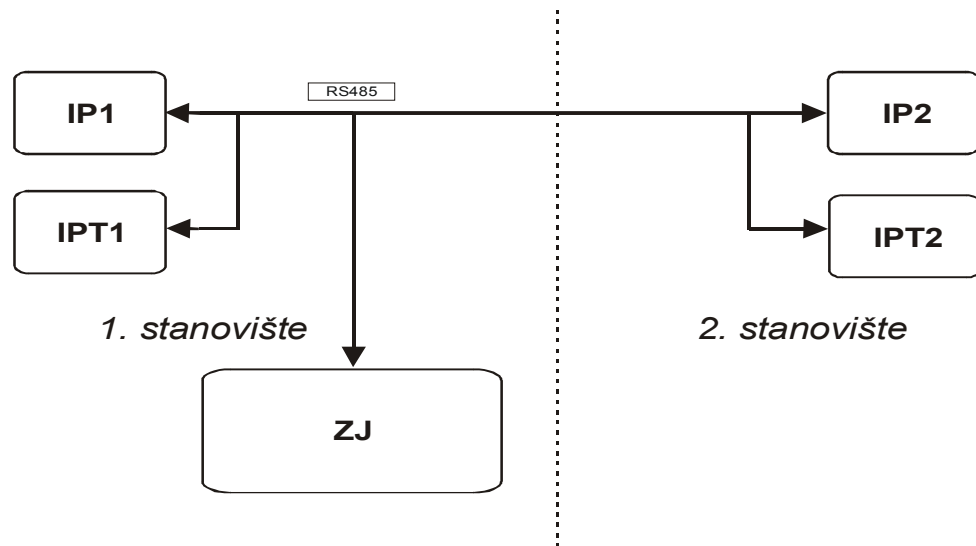 RS485
IP1
IP2
IPT1
IPT2
1. stanovište
2. stanovište
ZJ